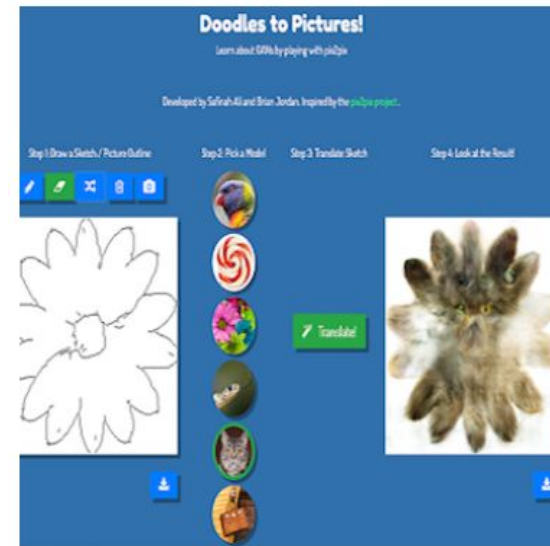 Doodles to Pictures!
Learn about GANs by playing with pix2pix
Developed by Safinah Ali and Brian Jordan. Inspired by the pix2pix project.
Step 1: Draw a Sketch / Picture Outline
Step 2: Pick a Model
Step 3: Translate Sketch
Step 4: Look at the Result!
Translate!